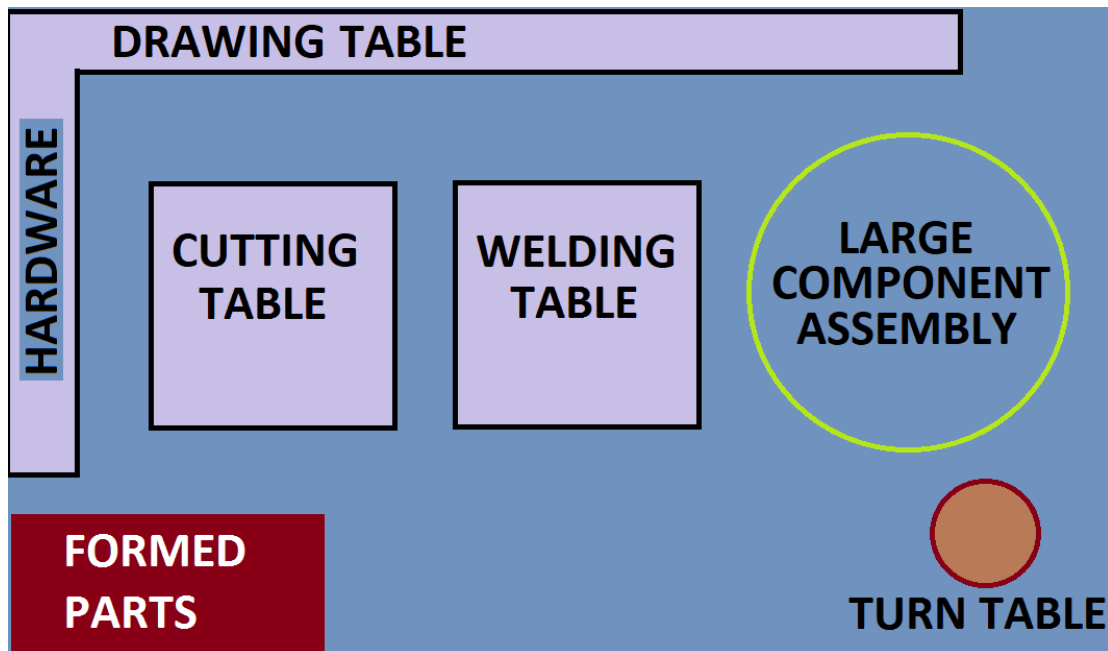 DRAWING TABLE
HARDWARE
CUTTING
TABLE
WELDING
TABLE
LARGE
COMPONENT
ASSEMBLY
FORMED
PARTS
TURN TABLE